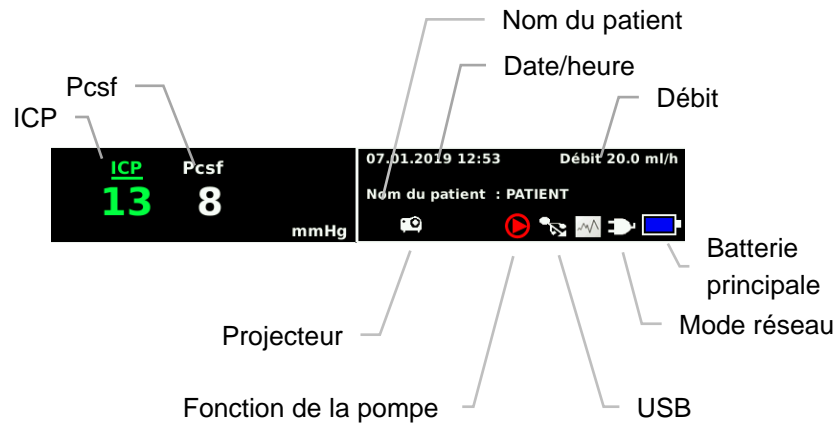 Nom du patient
Date/heure
Pcsf
Débit
ICP
07.01.2019 12:53 Débit 20.0 ml/h
ICP Pcsf
Nom du patient : PATIENT
13 8
mmHg
Batterie
principale
Projecteur
Mode réseau
Fonction de la pompe
USB